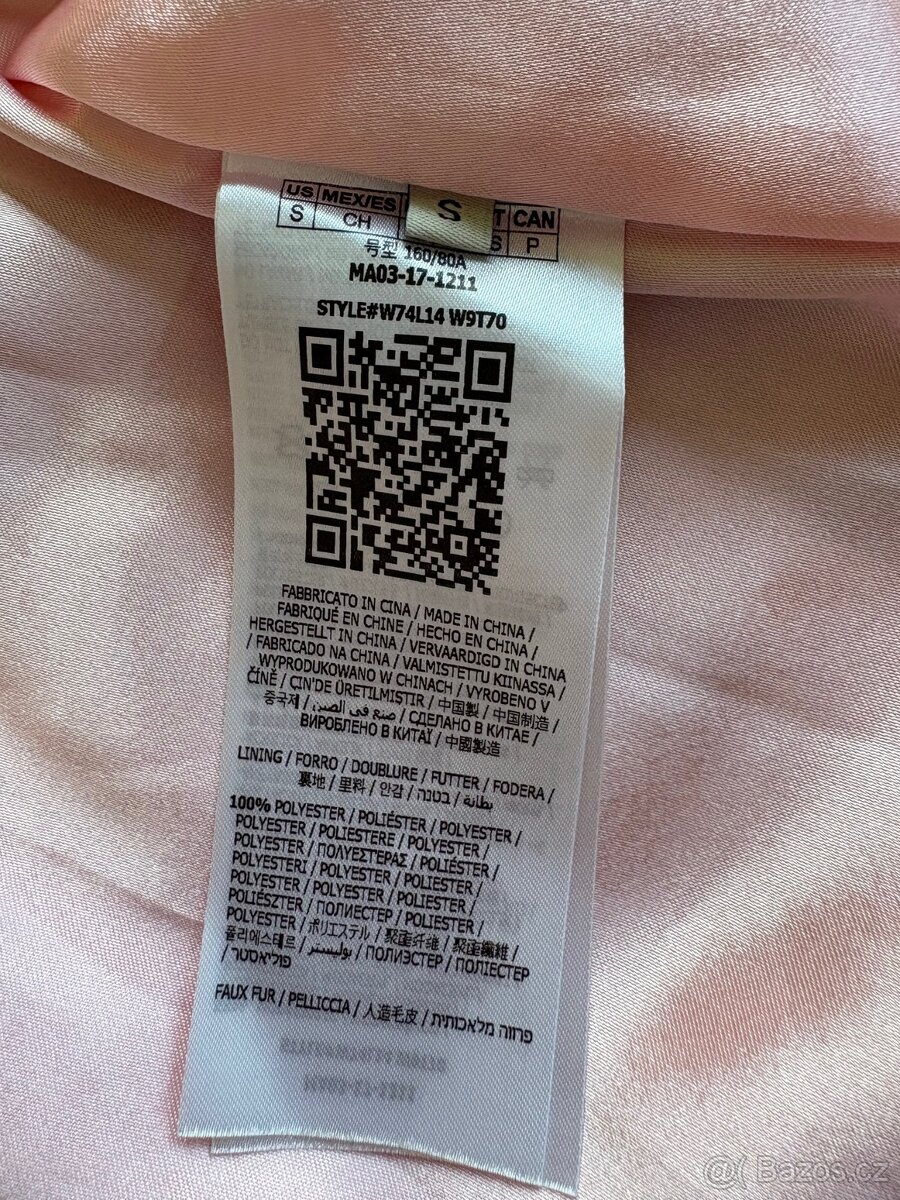 US MEX/ES S T CAN
S CH S P
号型 160/80A
MA03-17-1211
STYLE#W74L14 W9T70
FABBRICATO IN CINA / MADE IN CHINA /
FABRIQUÉ EN CHINE / HECHO EN CHINA /
HERGESTELLT IN CHINA / VERVAARDIGD IN CHINA
/ FABRICADO NA CHINA / VALMISTETTU KIINASSA /
WYPRODUKOWANO W CHINACH / VYROBENO V
ČÍNĚ / ÇIN'DE ÜRETILMISTIR / 中国製 / 中国制造 /
중국제 / صنع في الصين / СДЕЛАНО В КИТАЕ /
ВИРОБЛЕНО В КИТАЇ / 中國製造
LINING / FORRO / DOUBLURE / FUTTER / FODERA /
裏地 / 里料 / 안감 / בטנה / بطانة /
100% POLYESTER / POLIÉSTER / POLYESTER /
POLYESTER / POLIESTERE / POLYESTER /
POLYESTER / ΠΟΛΥΕΣΤΕΡΑΣ / POLIÉSTER /
POLYESTERI / POLYESTER / POLIESTER /
POLYESTER / POLYESTER / POLIESTER /
POLIÉSZTER / ПОЛИЕСТЕР / POLIESTER /
POLYESTER / ポリエステル / 聚酯纤维 / 聚酯纖維 /
폴리에스테르 / بوليستر / ПОЛИЭСТЕР / ПОЛІЕСТЕР
/ פוליאסטר
FAUX FUR / PELLICCIA / 人造毛皮 / פרווה מלאכותית
Bazos.cz